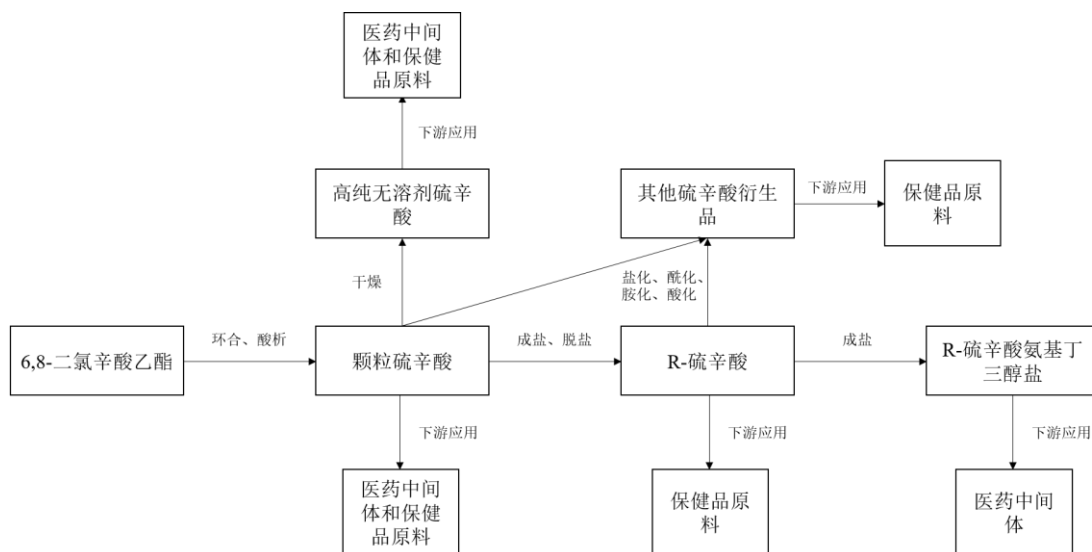 医药中间
体和保健
品原料
下游应用
高纯无溶剂硫辛
酸
其他硫辛酸衍生
品
下游应用
保健品原
料
干燥
盐化、酰化、
胺化、酸化
6,8-二氯辛酸乙酯
环合、酸析
颗粒硫辛酸
成盐、脱盐
R-硫辛酸
成盐
R-硫辛酸氨基丁
三醇盐
下游应用
下游应用
下游应用
医药中间
体和保健
品原料
保健品原
料
医药中间
体